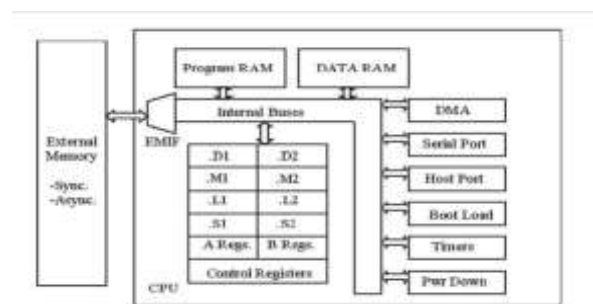 Program RAM
DATA RAM
Internal Buses
EMIF
External
Memory
-Sync.
-Async.
.D1 .D2
.M1 .M2
.L1 .L2
.S1 .S2
A Regs. B Regs.
Control Registers
CPU
DMA
Serial Port
Host Port
Boot Load
Timers
Pwr Down